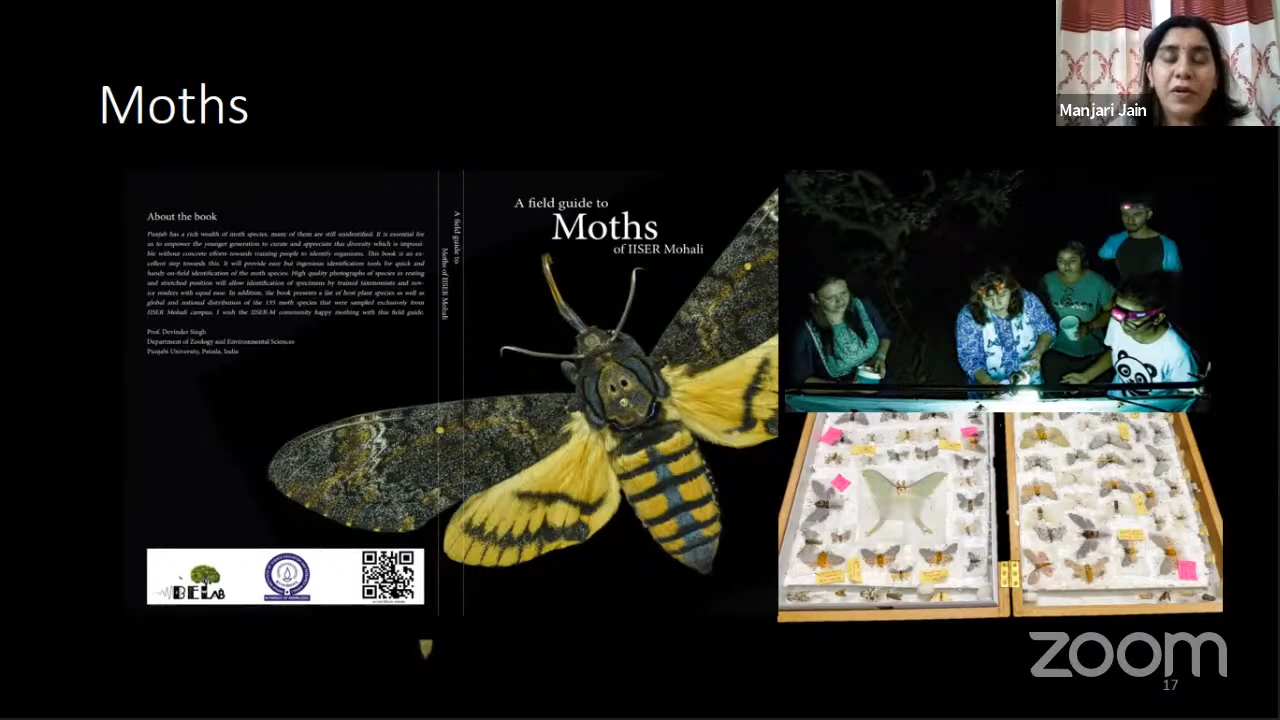 Moths
Manjari Jain
About the book
Punjab has a rich wealth of moth species, many of them are still unidentified. It is essential for
us to empower the younger generation to curate and appreciate this diversity which is impossi-
ble without concrete efforts towards training people to identify organisms. This book is an ex-
cellent step towards this. It will provide easy but ingenious identification tools for quick and
handy on-field identification of the moth species. High quality photographs of species in resting
and stretched position will allow identification of specimens by trained taxonomists and nov-
ice readers with equal ease. In addition, the book presents a list of host plant species as well as
global and national distribution of the 135 moth species that were sampled exclusively from
IISER Mohali campus. I wish the IISER-M community happy mothing with this field guide.
Prof. Devinder Singh
Department of Zoology and Environmental Sciences
Punjabi University, Patiala, India
A field guide to
Moths of IISER Mohali
A field guide to
Moths
of IISER Mohali
BELAB
zoom
17